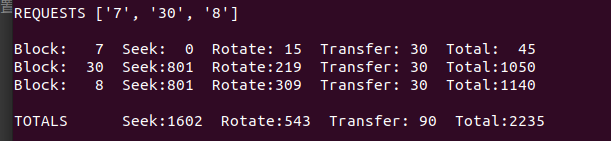 REQUESTS ['7', '30', '8']
Block:   7  Seek:  0  Rotate: 15  Transfer: 30  Total:  45
Block:  30  Seek:801  Rotate:219  Transfer: 30  Total:1050
Block:   8  Seek:801  Rotate:309  Transfer: 30  Total:1140
TOTALS      Seek:1602  Rotate:543  Transfer: 90  Total:2235